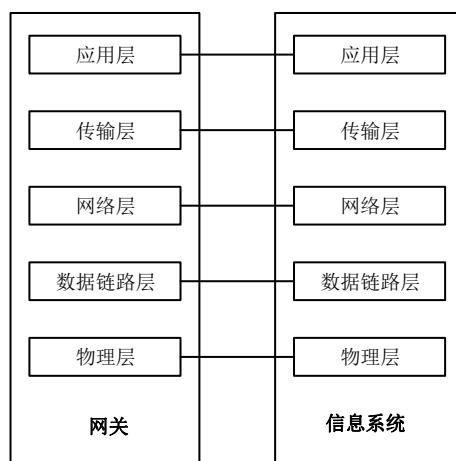 应用层 应用层
传输层 传输层
网络层 网络层
数据链路层 数据链路层
物理层 物理层
网关 信息系统